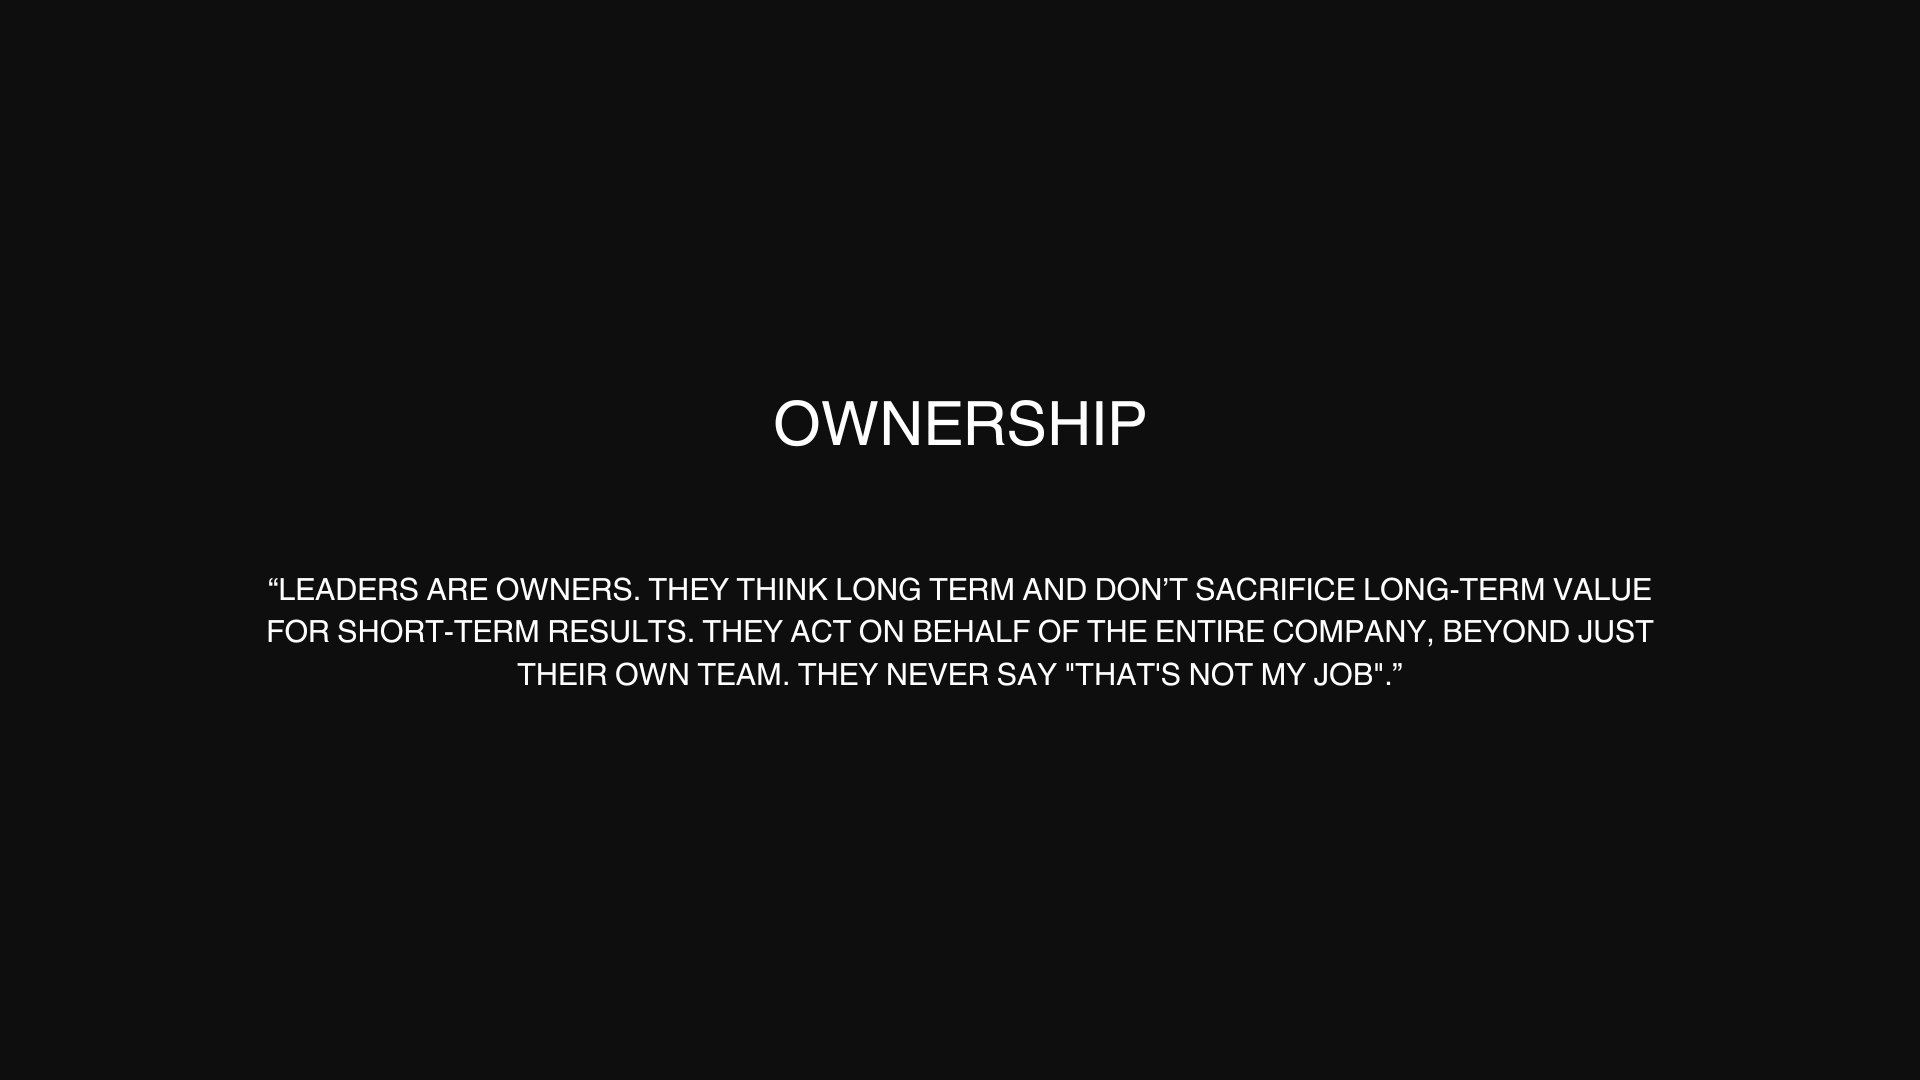 OWNERSHIP
“LEADERS ARE OWNERS. THEY THINK LONG TERM AND DON’T SACRIFICE LONG-TERM VALUE
FOR SHORT-TERM RESULTS. THEY ACT ON BEHALF OF THE ENTIRE COMPANY, BEYOND JUST
THEIR OWN TEAM. THEY NEVER SAY "THAT'S NOT MY JOB".”